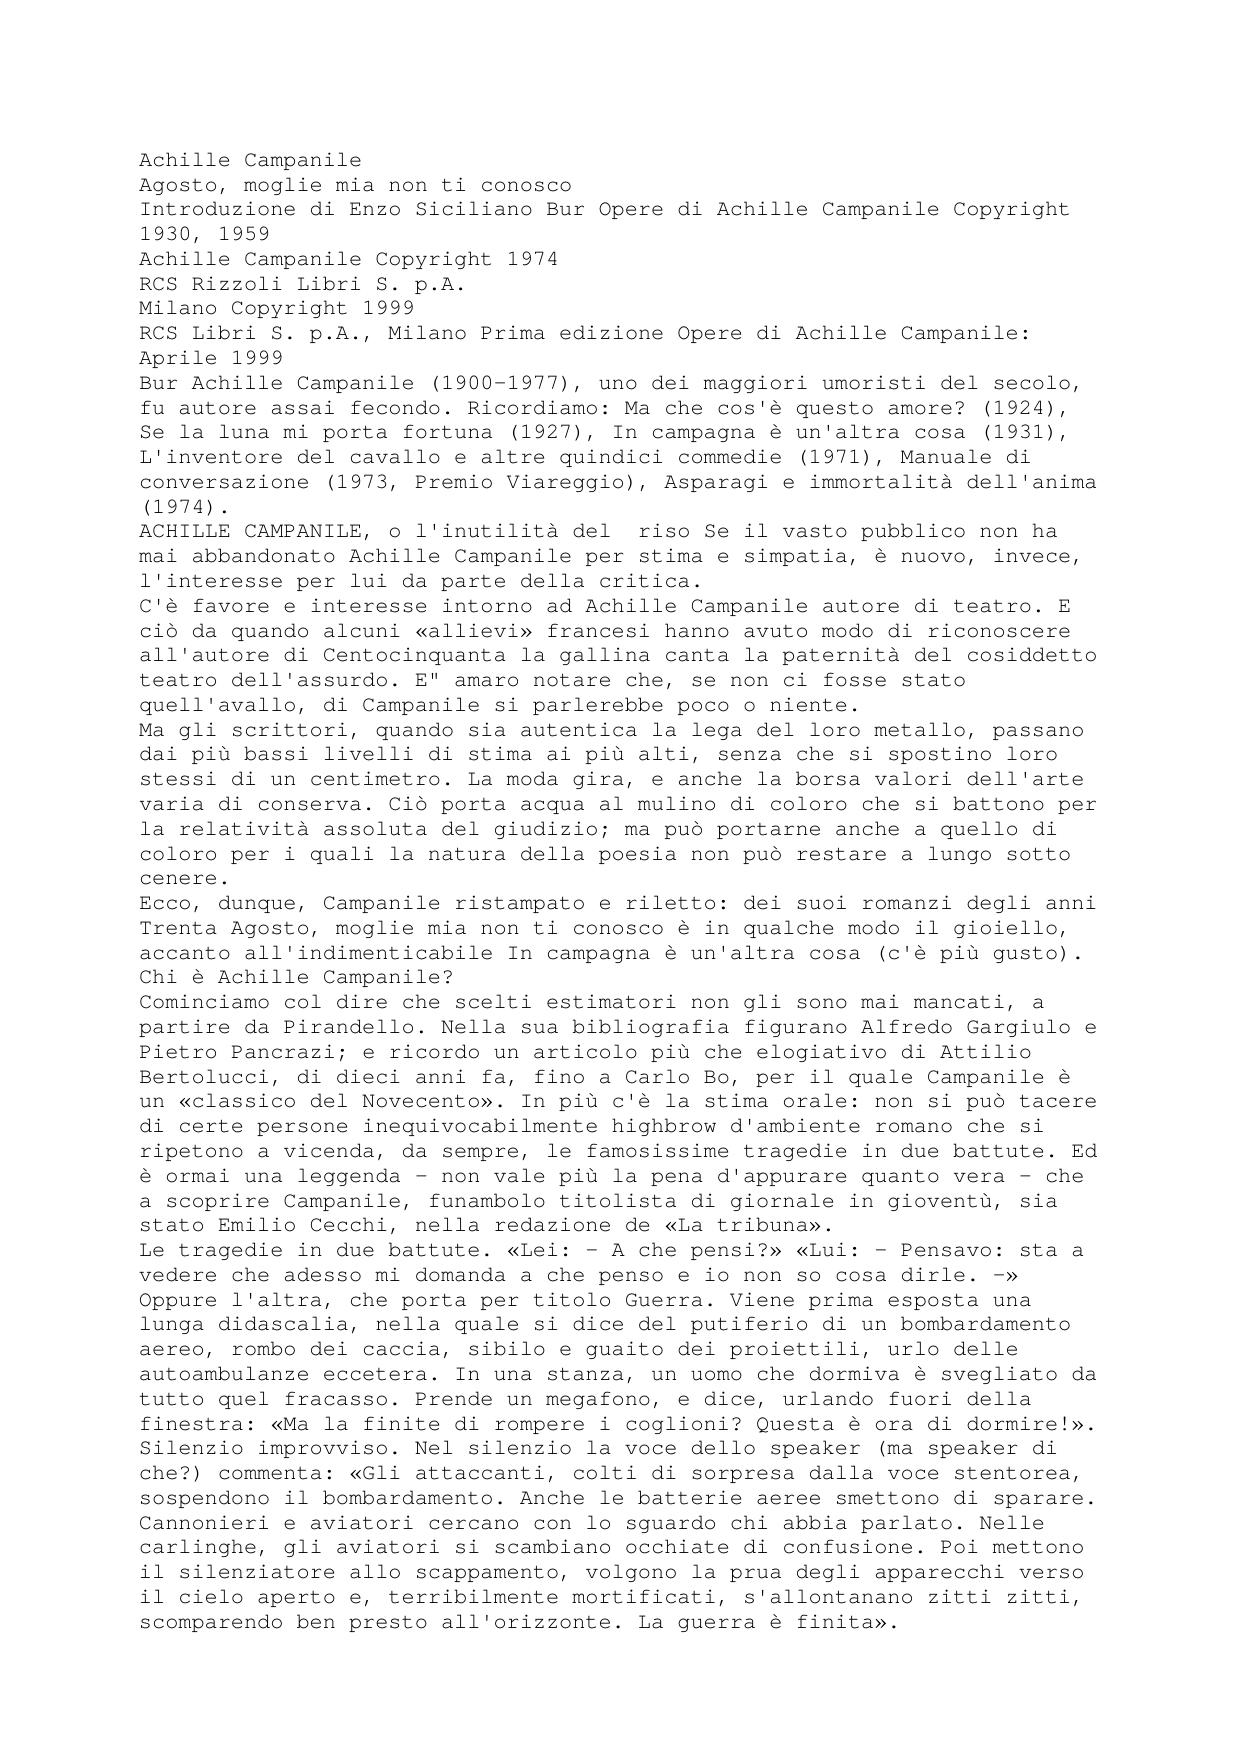 Achille Campanile
Agosto, moglie mia non ti conosco
Introduzione di Enzo Siciliano Bur Opere di Achille Campanile Copyright
1930, 1959
Achille Campanile Copyright 1974
RCS Rizzoli Libri S. p.A.
Milano Copyright 1999
RCS Libri S. p.A., Milano Prima edizione Opere di Achille Campanile:
Aprile 1999
Bur Achille Campanile (1900-1977), uno dei maggiori umoristi del secolo,
fu autore assai fecondo. Ricordiamo: Ma che cos'è questo amore? (1924),
Se la luna mi porta fortuna (1927), In campagna è un'altra cosa (1931),
L'inventore del cavallo e altre quindici commedie (1971), Manuale di
conversazione (1973, Premio Viareggio), Asparagi e immortalità dell'anima
(1974).
ACHILLE CAMPANILE, o l'inutilità del  riso Se il vasto pubblico non ha
mai abbandonato Achille Campanile per stima e simpatia, è nuovo, invece,
l'interesse per lui da parte della critica.
C'è favore e interesse intorno ad Achille Campanile autore di teatro. E
ciò da quando alcuni «allievi» francesi hanno avuto modo di riconoscere
all'autore di Centocinquanta la gallina canta la paternità del cosiddetto
teatro dell'assurdo. E" amaro notare che, se non ci fosse stato
quell'avallo, di Campanile si parlerebbe poco o niente.
Ma gli scrittori, quando sia autentica la lega del loro metallo, passano
dai più bassi livelli di stima ai più alti, senza che si spostino loro
stessi di un centimetro. La moda gira, e anche la borsa valori dell'arte
varia di conserva. Ciò porta acqua al mulino di coloro che si battono per
la relatività assoluta del giudizio; ma può portarne anche a quello di
coloro per i quali la natura della poesia non può restare a lungo sotto
cenere.
Ecco, dunque, Campanile ristampato e riletto: dei suoi romanzi degli anni
Trenta Agosto, moglie mia non ti conosco è in qualche modo il gioiello,
accanto all'indimenticabile In campagna è un'altra cosa (c'è più gusto).
Chi è Achille Campanile?
Cominciamo col dire che scelti estimatori non gli sono mai mancati, a
partire da Pirandello. Nella sua bibliografia figurano Alfredo Gargiulo e
Pietro Pancrazi; e ricordo un articolo più che elogiativo di Attilio
Bertolucci, di dieci anni fa, fino a Carlo Bo, per il quale Campanile è
un «classico del Novecento». In più c'è la stima orale: non si può tacere
di certe persone inequivocabilmente highbrow d'ambiente romano che si
ripetono a vicenda, da sempre, le famosissime tragedie in due battute. Ed
è ormai una leggenda - non vale più la pena d'appurare quanto vera - che
a scoprire Campanile, funambolo titolista di giornale in gioventù, sia
stato Emilio Cecchi, nella redazione de «La tribuna».
Le tragedie in due battute. «Lei: - A che pensi?» «Lui: - Pensavo: sta a
vedere che adesso mi domanda a che penso e io non so cosa dirle. -»
Oppure l'altra, che porta per titolo Guerra. Viene prima esposta una
lunga didascalia, nella quale si dice del putiferio di un bombardamento
aereo, rombo dei caccia, sibilo e guaito dei proiettili, urlo delle
autoambulanze eccetera. In una stanza, un uomo che dormiva è svegliato da
tutto quel fracasso. Prende un megafono, e dice, urlando fuori della
finestra: «Ma la finite di rompere i coglioni? Questa è ora di dormire!».
Silenzio improvviso. Nel silenzio la voce dello speaker (ma speaker di
che?) commenta: «Gli attaccanti, colti di sorpresa dalla voce stentorea,
sospendono il bombardamento. Anche le batterie aeree smettono di sparare.
Cannonieri e aviatori cercano con lo sguardo chi abbia parlato. Nelle
carlinghe, gli aviatori si scambiano occhiate di confusione. Poi mettono
il silenziatore allo scappamento, volgono la prua degli apparecchi verso
il cielo aperto e, terribilmente mortificati, s'allontanano zitti zitti,
scomparendo ben presto all'orizzonte. La guerra è finita».